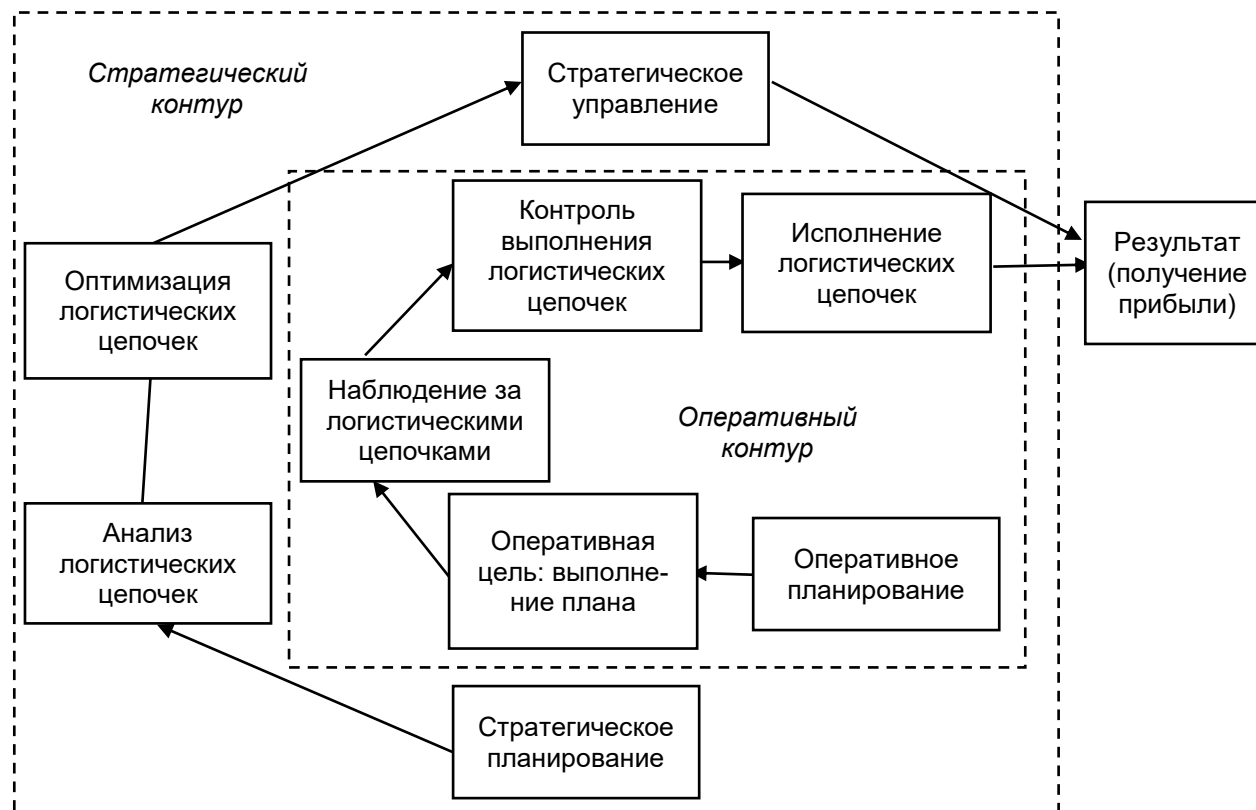 Стратегический
контур
Стратегическое
управление
Контроль
выполнения
логистических
цепочек
Исполнение
логистических
цепочек
Результат
(получение
прибыли)
Оптимизация
логистических
цепочек
Наблюдение за
логистическими
цепочками
Оперативный
контур
Анализ
логистических
цепочек
Оперативная
цель: выполне-
ние плана
Оперативное
планирование
Стратегическое
планирование